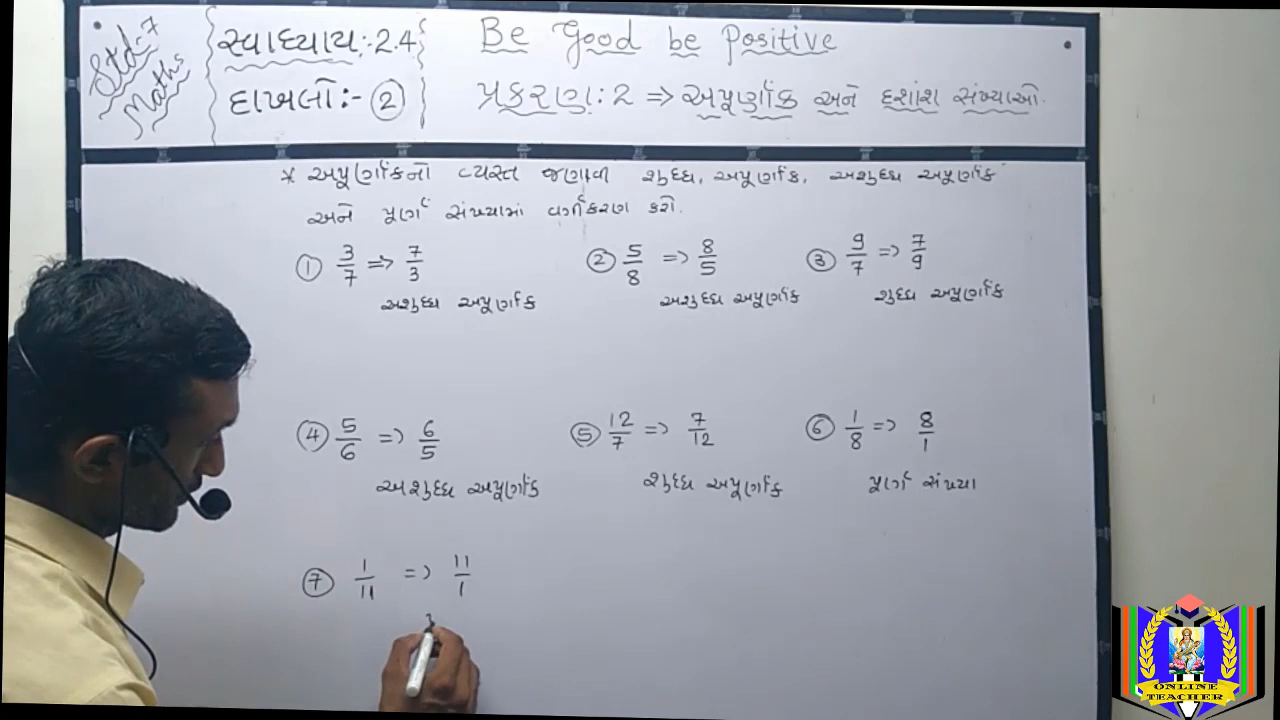 Std-7
Maths
સ્વાધ્યાય:-2.4
દાખલો:- ②
Be Good be Positive
પ્રકરણ:2 => અપૂર્ણાંક અને દશાંશ સંખ્યાઓ.
* અપૂર્ણાંકનો વ્યસ્ત જણાવી શુદ્ધ, અપૂર્ણાંક, અશુદ્ધ અપૂર્ણાંક
અને પૂર્ણ સંખ્યામાં વર્ગીકરણ કરો.
① 3/7 => 7/3 ② 5/8 => 8/5 ③ 9/7 => 7/9
અશુદ્ધ અપૂર્ણાંક અશુદ્ધ અપૂર્ણાંક શુદ્ધ અપૂર્ણાંક
④ 5/6 => 6/5 ⑤ 12/7 => 7/12 ⑥ 1/8 => 8/1
અશુદ્ધ અપૂર્ણાંક શુદ્ધ અપૂર્ણાંક પૂર્ણ સંખ્યા
⑦ 1/11 => 11/1
ONLINE
TEACHER